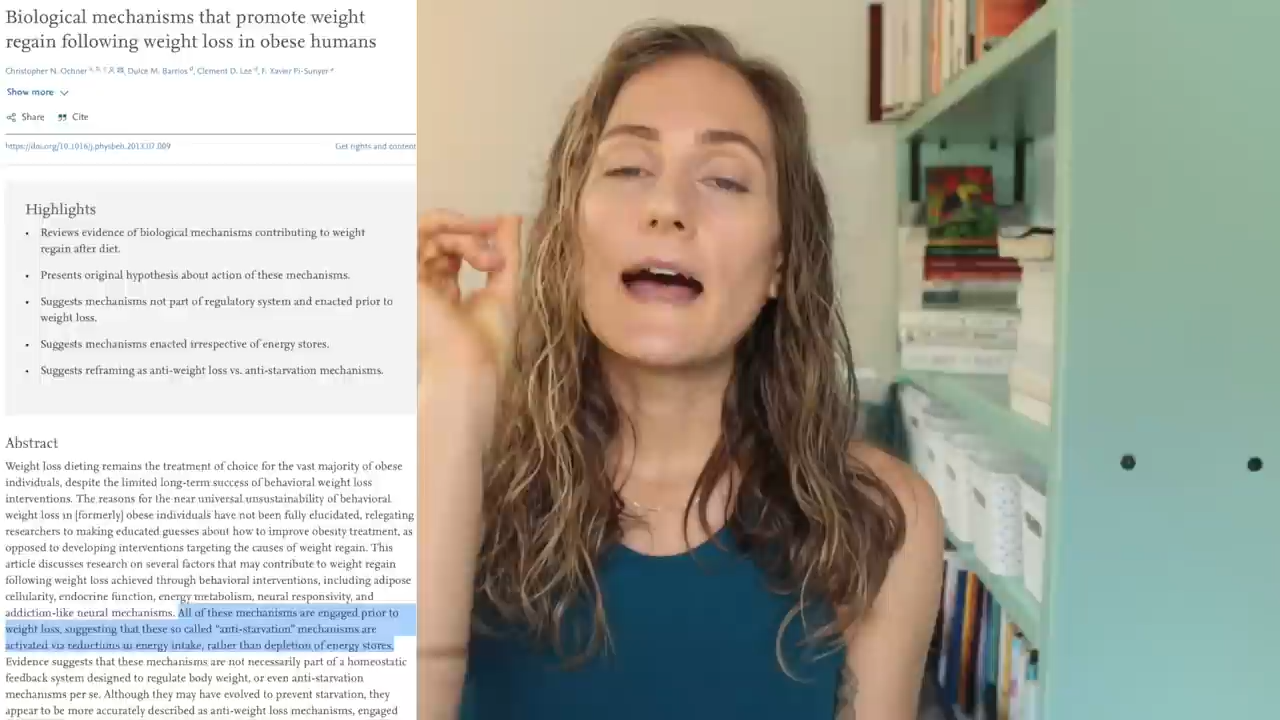 Biological mechanisms that promote weight
regain following weight loss in obese humans
Christopher N. Ochner a, b, c, Dulce M. Barrios d, Clement D. Lee d, F. Xavier Pi-Sunyer e
Show more
Share Cite
https://doi.org/10.1016/j.physbeh.2013.07.009 Get rights and content
Highlights
• Reviews evidence of biological mechanisms contributing to weight
regain after diet.
• Presents original hypothesis about action of these mechanisms.
• Suggests mechanisms not part of regulatory system and enacted prior to
weight loss.
• Suggests mechanisms enacted irrespective of energy stores.
• Suggests reframing as anti-weight loss vs. anti-starvation mechanisms.
Abstract
Weight loss dieting remains the treatment of choice for the vast majority of obese
individuals, despite the limited long-term success of behavioral weight loss
interventions. The reasons for the near universal unsustainability of behavioral
weight loss in [formerly] obese individuals have not been fully elucidated, relegating
researchers to making educated guesses about how to improve obesity treatment, as
opposed to developing interventions targeting the causes of weight regain. This
article discusses research on several factors that may contribute to weight regain
following weight loss achieved through behavioral interventions, including adipose
cellularity, endocrine function, energy metabolism, neural responsivity, and
addiction-like neural mechanisms. All of these mechanisms are engaged prior to
weight loss, suggesting that these so called “anti-starvation” mechanisms are
activated via reductions in energy intake, rather than depletion of energy stores.
Evidence suggests that these mechanisms are not necessarily part of a homeostatic
feedback system designed to regulate body weight, or even anti-starvation
mechanisms per se. Although they may have evolved to prevent starvation, they
appear to be more accurately described as anti-weight loss mechanisms, engaged